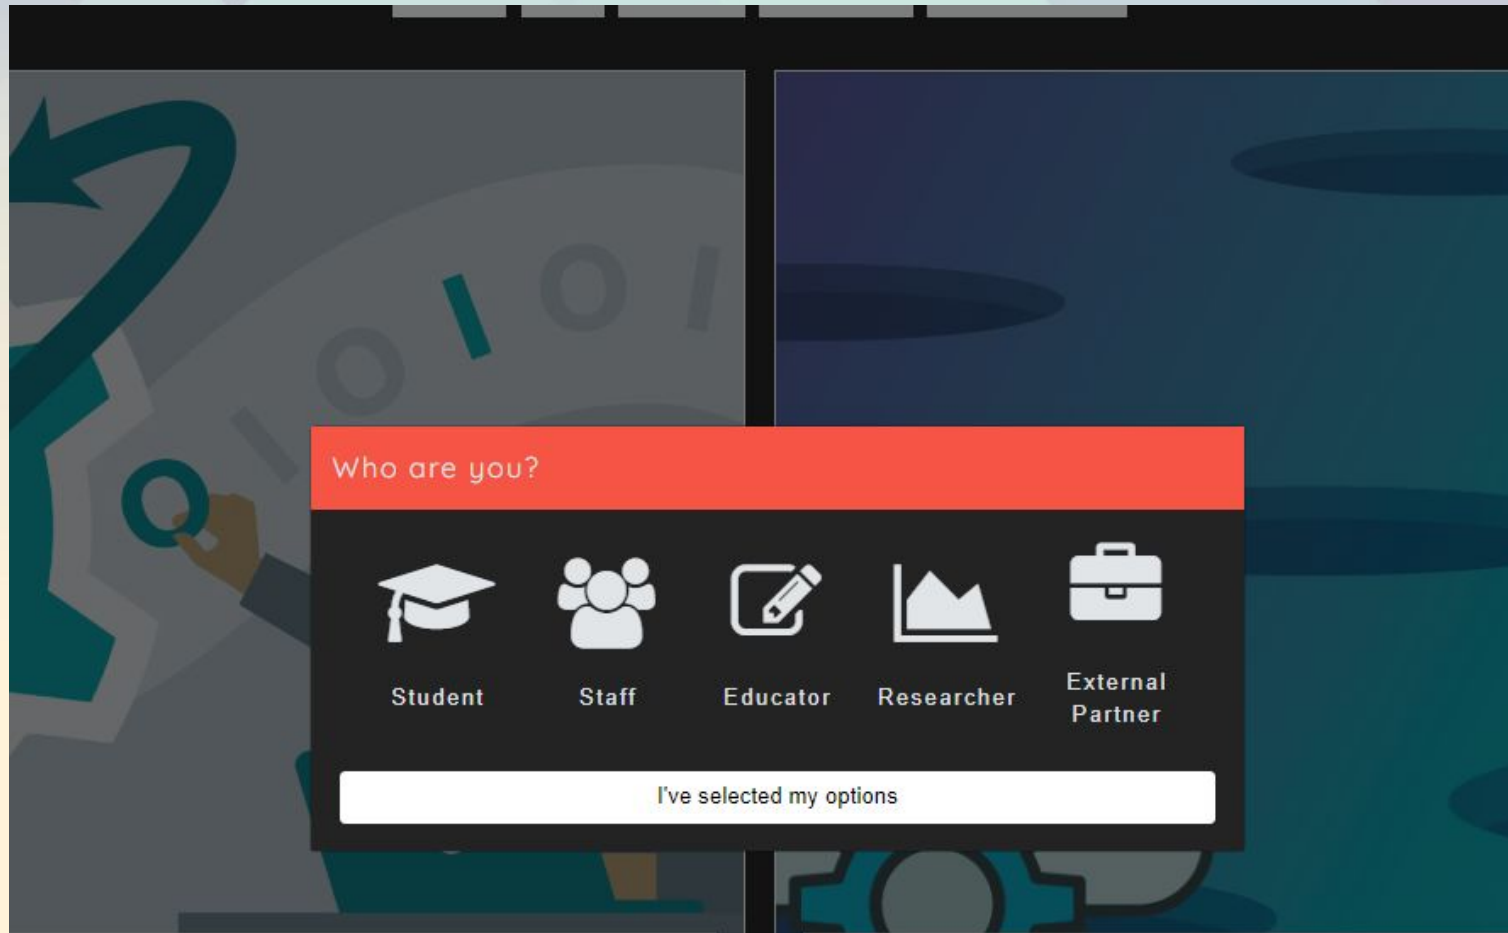 Who are you?
Student
Staff
Educator
Researcher
External
Partner
I've selected my options